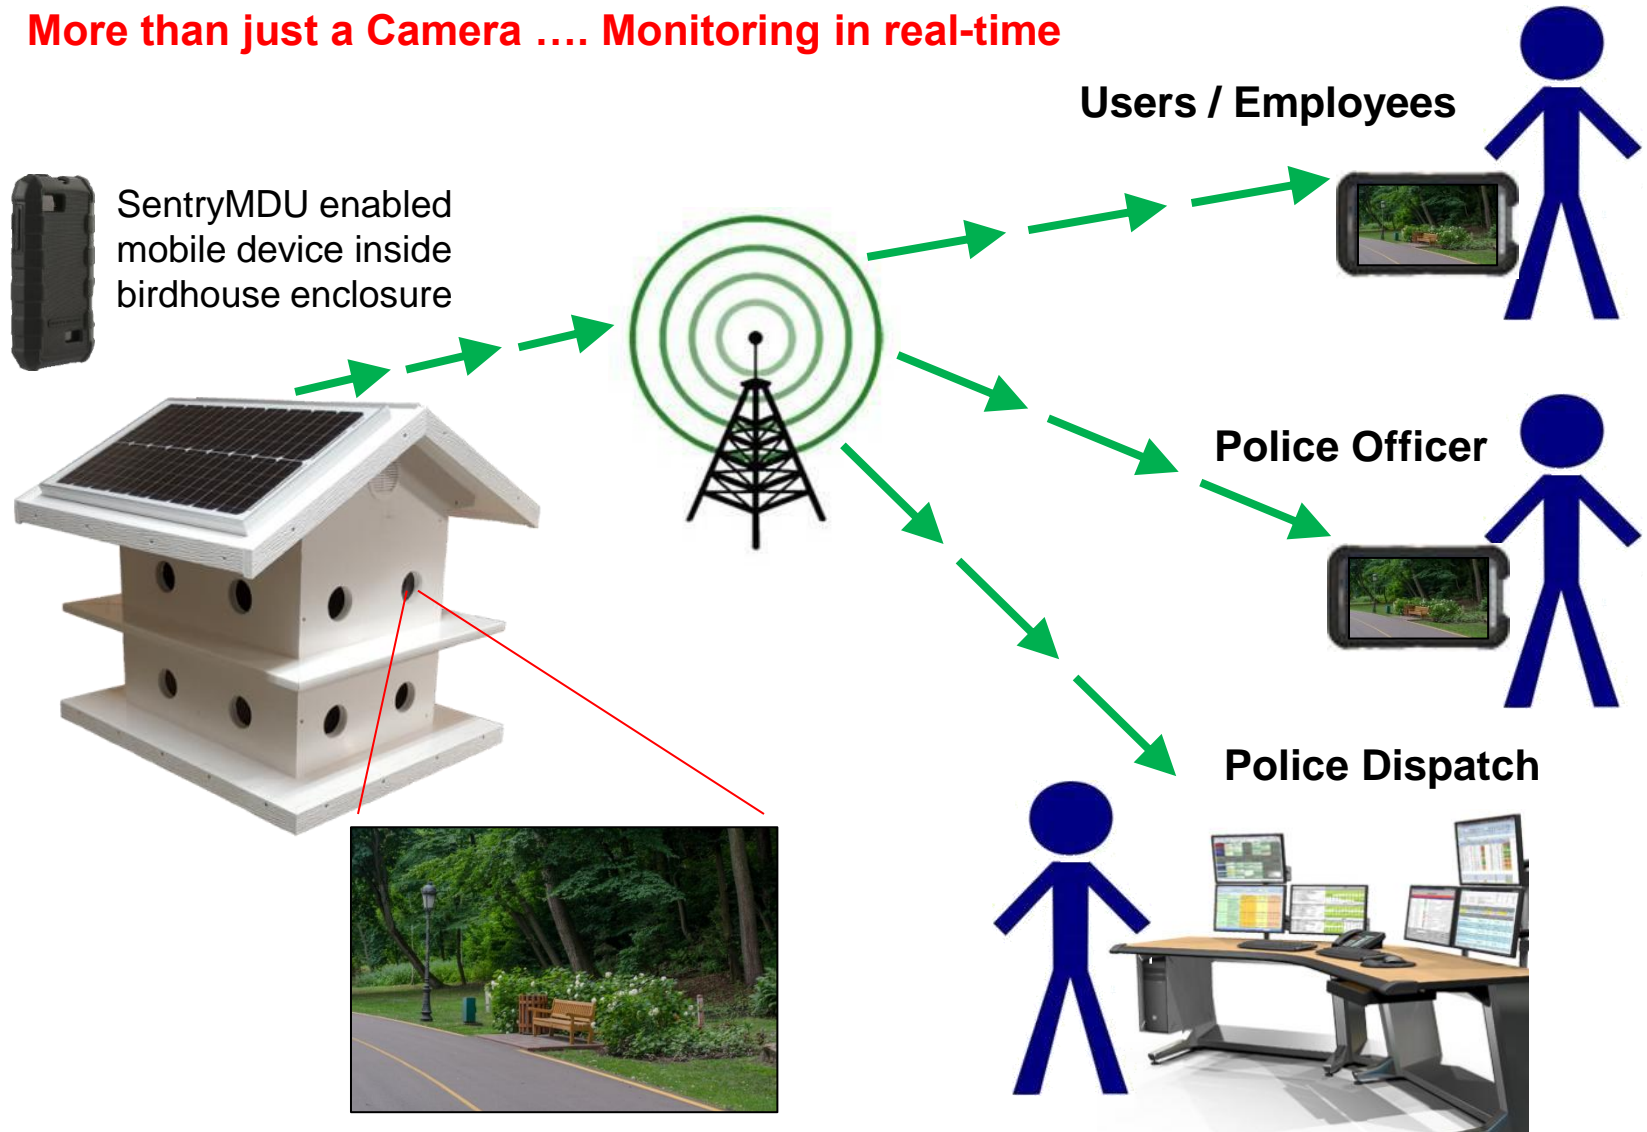 More than just a Camera …. Monitoring in real-time
Users / Employees
SentryMDU enabled
mobile device inside
birdhouse enclosure
Police Officer
Police Dispatch